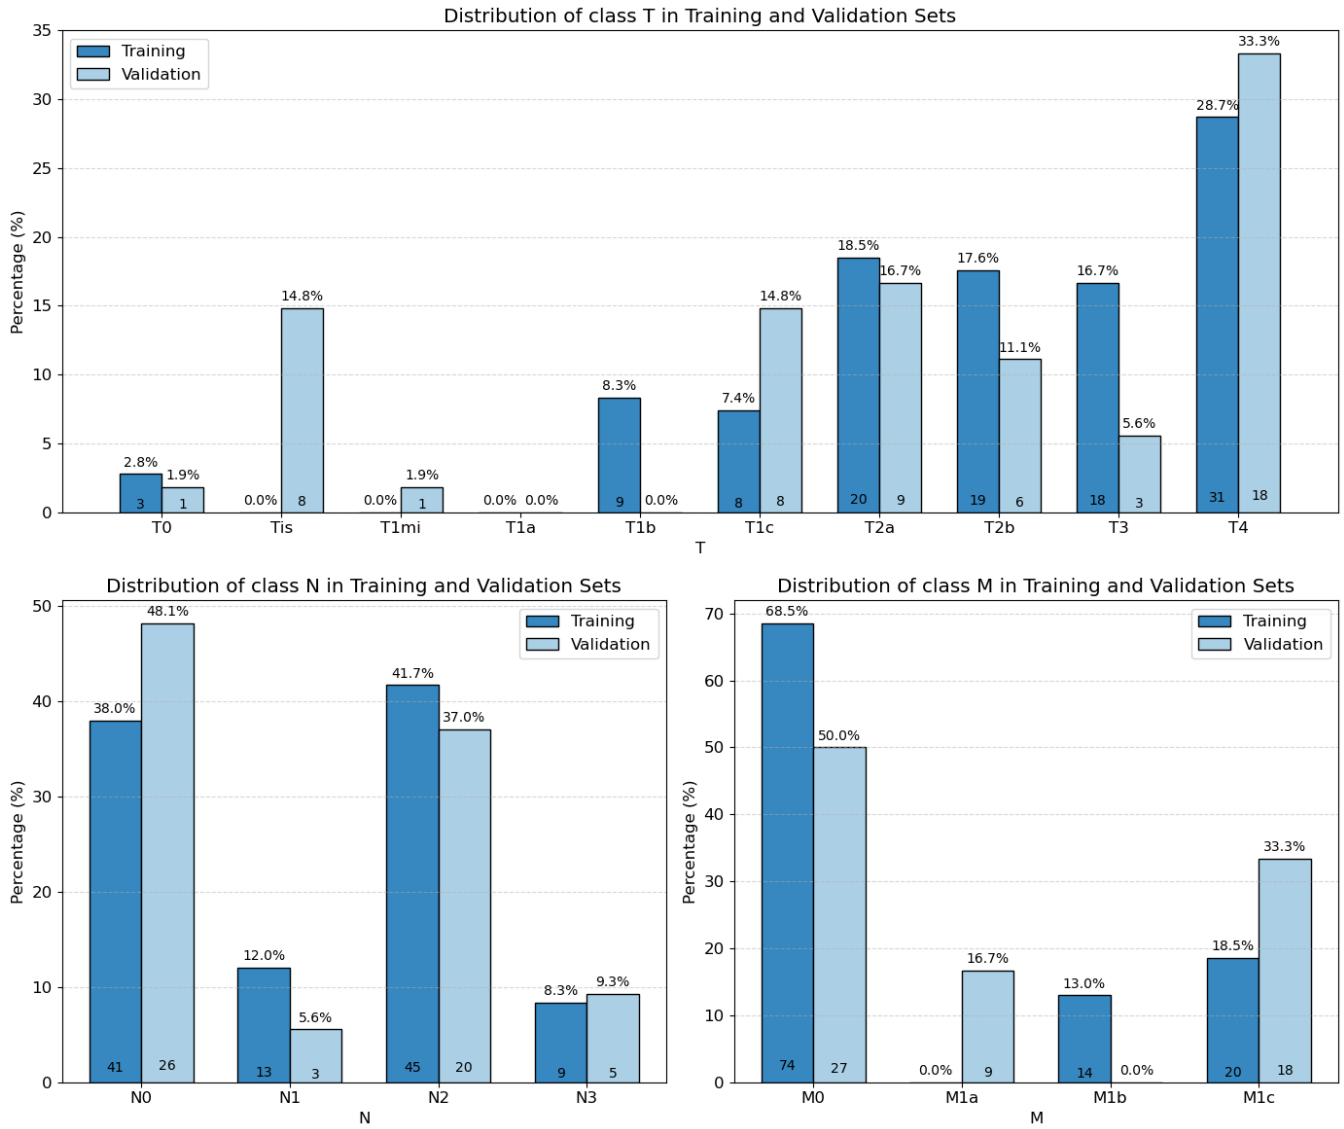 Distribution of class T in Training and Validation Sets
Training
Validation
Percentage (%)
35
30
25
20
15
10
5
0
2.8% 1.9% 0.0% 14.8% 0.0% 1.9% 0.0% 0.0% 8.3% 0.0% 7.4% 14.8% 18.5% 16.7% 17.6% 11.1% 16.7% 5.6% 28.7% 33.3%
3 1 8 1 9 8 8 20 9 19 6 18 3 31 18
T0 Tis T1mi T1a T1b T1c T2a T2b T3 T4
T
Distribution of class N in Training and Validation Sets
Training
Validation
Percentage (%)
50
40
30
20
10
0
38.0% 48.1% 12.0% 5.6% 41.7% 37.0% 8.3% 9.3%
41 26 13 3 45 20 9 5
N0 N1 N2 N3
N
Distribution of class M in Training and Validation Sets
Training
Validation
Percentage (%)
70
60
50
40
30
20
10
0
68.5% 50.0% 0.0% 16.7% 13.0% 0.0% 18.5% 33.3%
74 27 9 14 20 18
M0 M1a M1b M1c
M